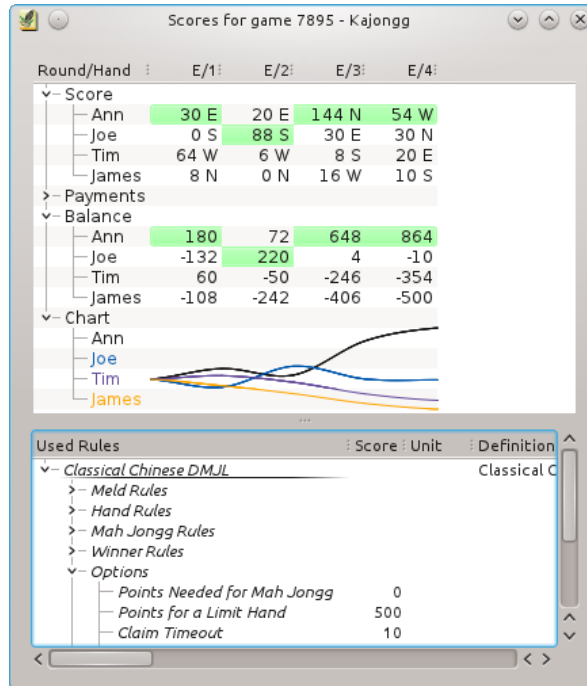 Scores for game 7895 - Kajongg
Round/Hand E/1 E/2 E/3 E/4
Score
Ann 30 E 20 E 144 N 54 W
Joe 0 S 88 S 30 E 30 N
Tim 64 W 6 W 8 S 20 E
James 8 N 0 N 16 W 10 S
Payments
Balance
Ann 180 72 648 864
Joe -132 220 4 -10
Tim 60 -50 -246 -354
James -108 -242 -406 -500
Chart
Ann
Joe
Tim
James
Used Rules Score Unit Definition
Classical Chinese DMJL Classical C
Meld Rules
Hand Rules
Mah Jongg Rules
Winner Rules
Options
Points Needed for Mah Jongg 0
Points for a Limit Hand 500
Claim Timeout 10